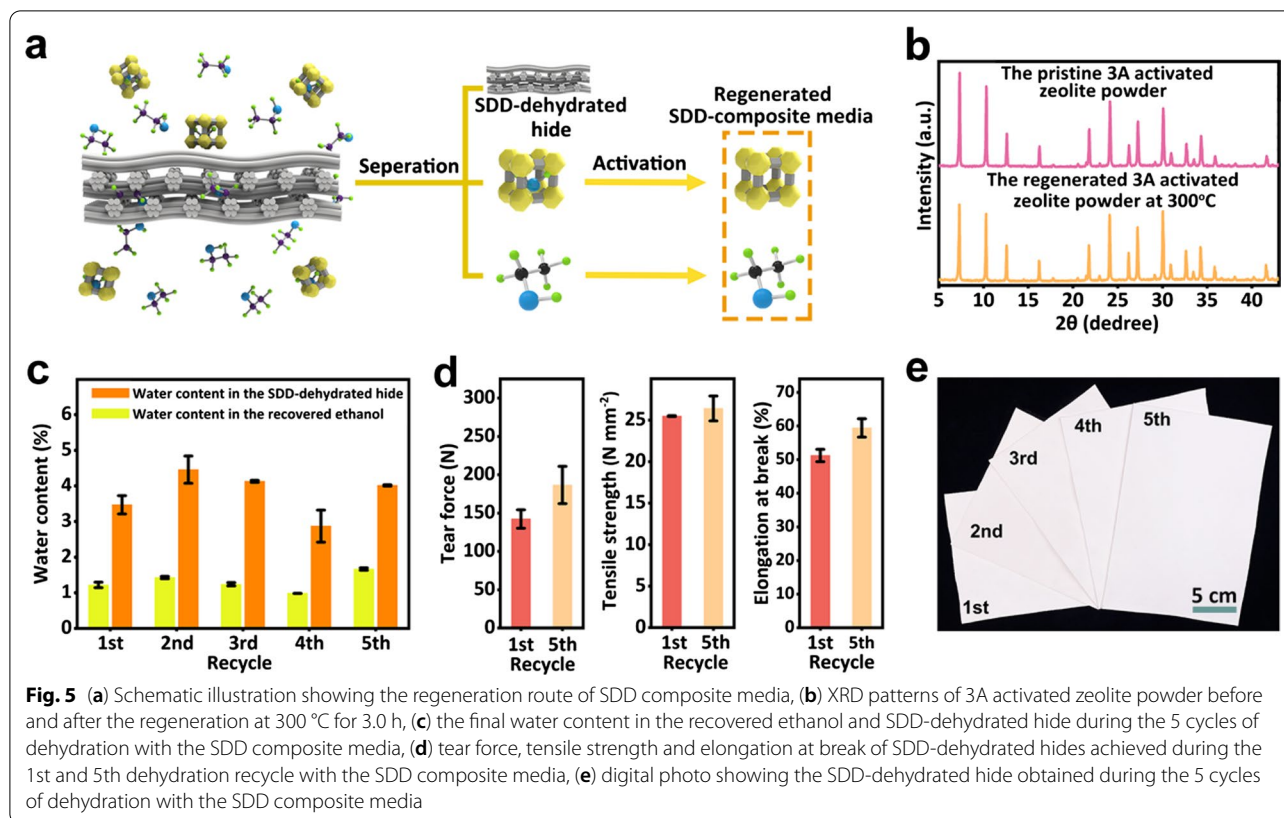 a
SDD-dehydrated
hide
Seperation
Activation
Regenerated
SDD-composite media
b
Intensity (a.u.)
The pristine 3A activated
zeolite powder
The regenerated 3A activated
zeolite powder at 300°C
5 10 15 20 25 30 35 40
2θ (dedree)
c
Water content (%)
6
5
4
3
2
1
0
Water content in the SDD-dehydrated hide
Water content in the recovered ethanol
1st 2nd 3rd 4th 5th
Recycle
d
Tear force (N)
300
250
200
150
100
50
0
1st 5th
Recycle
Tensile strength (N mm-2)
25
20
15
10
5
0
1st 5th
Recycle
Elongation at break (%)
70
60
50
40
30
20
10
0
1st 5th
Recycle
e
1st
2nd
3rd
4th
5th
5 cm
Fig. 5 (a) Schematic illustration showing the regeneration route of SDD composite media, (b) XRD patterns of 3A activated zeolite powder before
and after the regeneration at 300 °C for 3.0 h, (c) the final water content in the recovered ethanol and SDD-dehydrated hide during the 5 cycles of
dehydration with the SDD composite media, (d) tear force, tensile strength and elongation at break of SDD-dehydrated hides achieved during the
1st and 5th dehydration recycle with the SDD composite media, (e) digital photo showing the SDD-dehydrated hide obtained during the 5 cycles
of dehydration with the SDD composite media